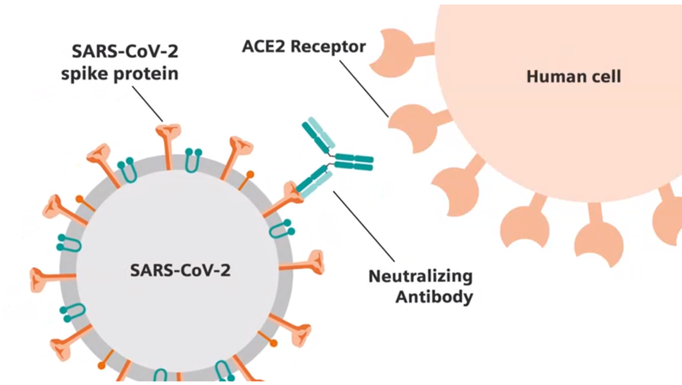 SARS-CoV-2
spike protein
ACE2 Receptor
Human cell
SARS-CoV-2
Neutralizing
Antibody